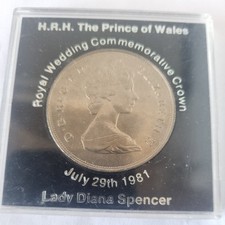 H.R.H. The Prince of Wales
Royal Wedding Commemorative Crown
July 29th 1981
Lady Diana Spencer